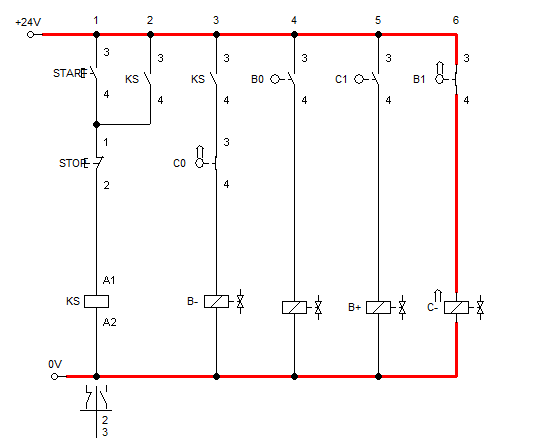 1 2 3 4 5 6
+24V
3 3 3 3 3 3
START KS KS B0 C1 B1
4 4 4 4 4 4
1 3
STOP C0
2 4
A1
KS B- B+ C-
A2
0V
2
3